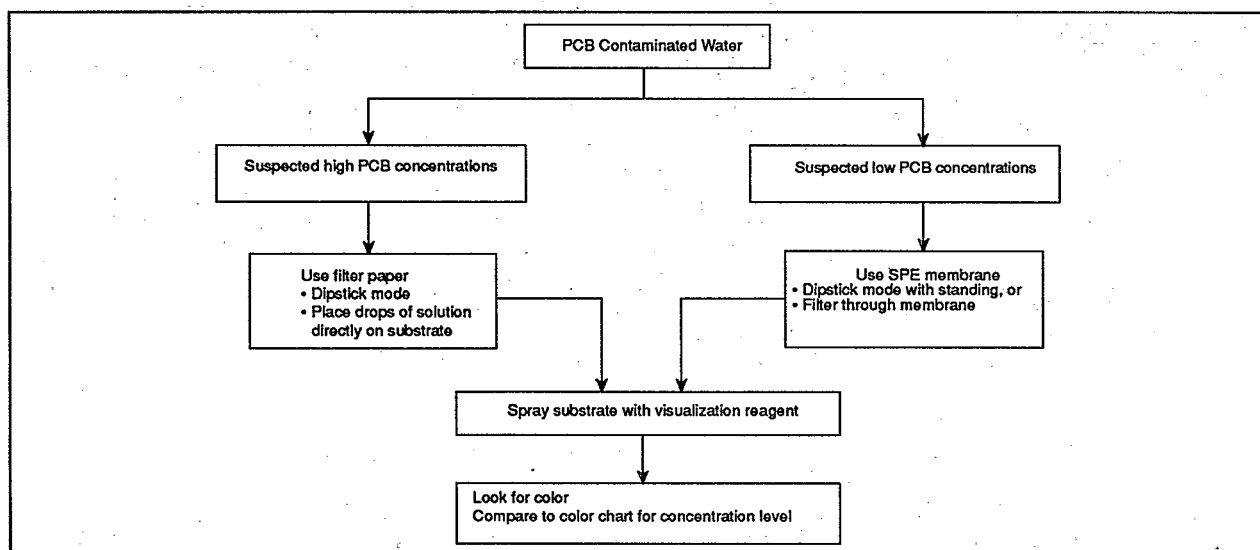 PCB Contaminated Water
Suspected high PCB concentrations
Suspected low PCB concentrations
Use filter paper
• Dipstick mode
• Place drops of solution
directly on substrate
Use SPE membrane
• Dipstick mode with standing, or
• Filter through membrane
Spray substrate with visualization reagent
Look for color
Compare to color chart for concentration level